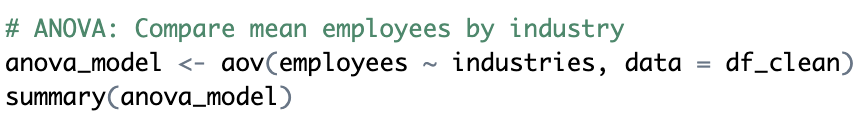 # ANOVA: Compare mean employees by industry
anova_model <- aov(employees ~ industries, data = df_clean)
summary(anova_model)